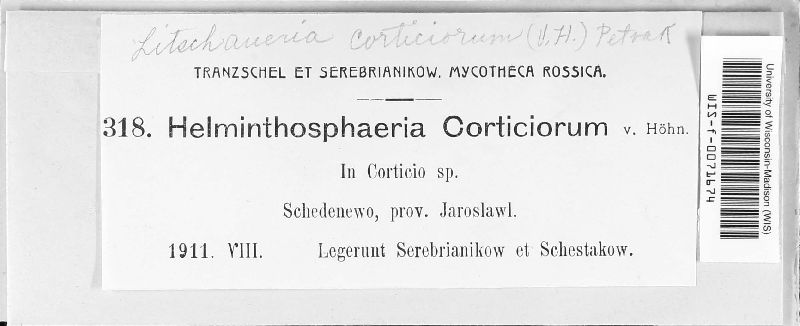 Litschaueria corticiorum (V.H.) Petrak
TRANZSCHEL ET SEREBRIANIKOW. MYCOTHECA ROSSICA.
318. Helminthosphaeria Corticiorum v. Höhn.
In Corticio sp.
Schedenewo, prov. Jaroslawl.
1911. VIII. Legerunt Serebrianikow et Schestakow.
University of Wisconsin-Madison (WIS)
WIS-f-0071674